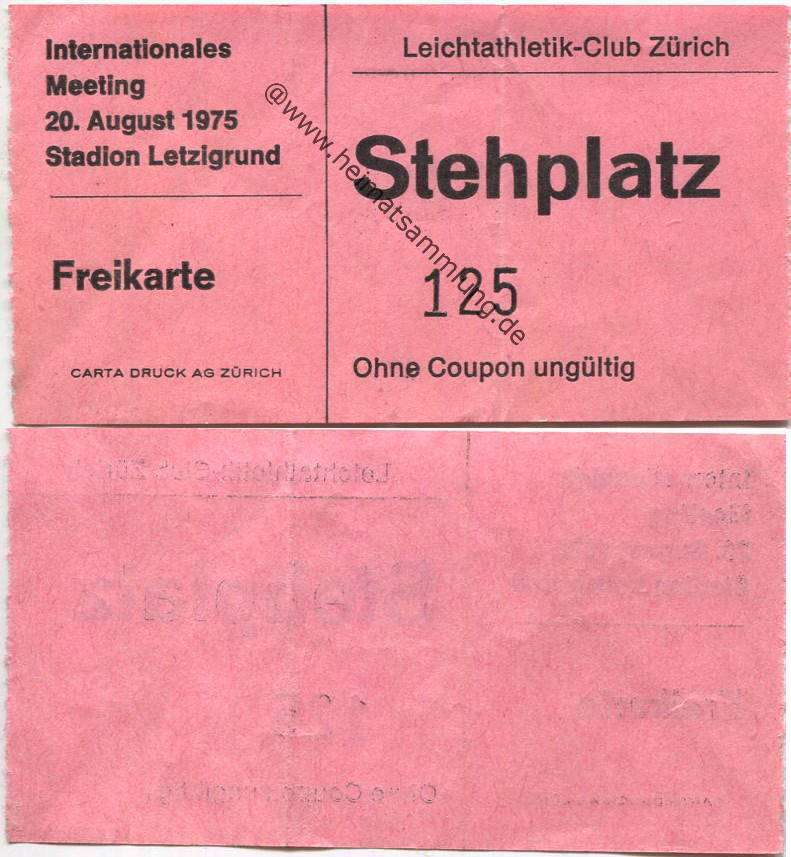 Internationales
Meeting
20. August 1975
Stadion Letzigrund
Freikarte
CARTA DRUCK AG ZÜRICH
Leichtathletik-Club Zürich
Stehplatz
125
Ohne Coupon ungültig
@www.heimatsammlung.de